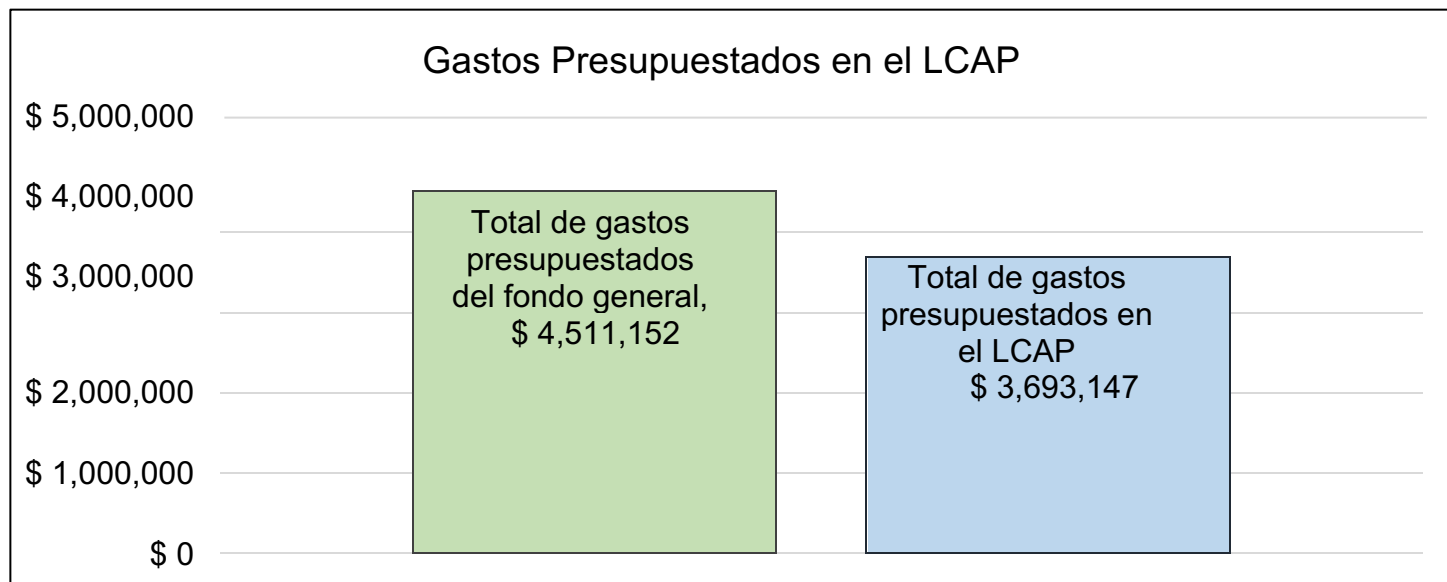 Gastos Presupuestados en el LCAP
$ 5,000,000
$ 4,000,000
$ 3,000,000
$ 2,000,000
$ 1,000,000
$ 0
Total de gastos
presupuestados
del fondo general,
$ 4,511,152
Total de gastos
presupuestados en
el LCAP
$ 3,693,147